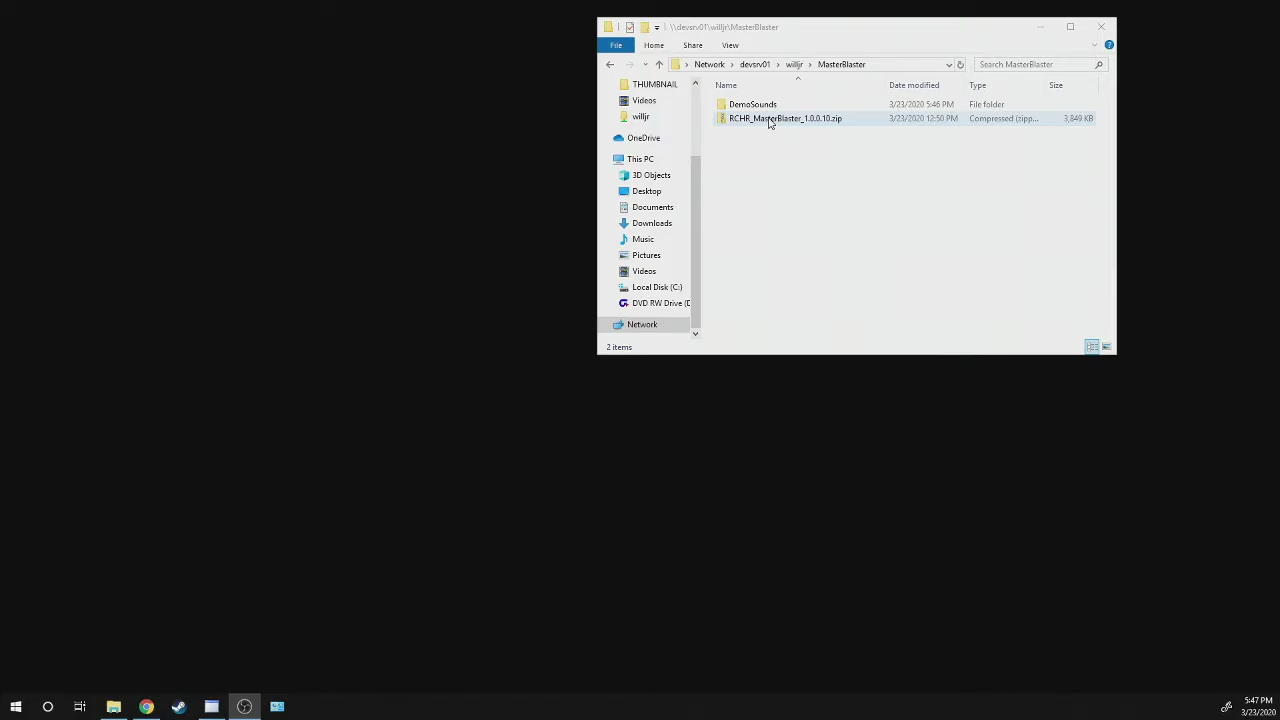 \\devsrv01\willjr\MasterBlaster
File Home Share View
Network devsrv01 willjr MasterBlaster Search MasterBlaster
Name Date modified Type Size
THUMBNAIL
Videos
willjr
OneDrive
This PC
3D Objects
Desktop
Documents
Downloads
Music
Pictures
Videos
Local Disk (C:)
DVD RW Drive (D
Network
DemoSounds 3/23/2020 5:46 PM File folder
RCHR_MasterBlaster_1.0.0.10.zip 3/23/2020 12:50 PM Compressed (zipp... 3,849 KB
2 items
5:47 PM
3/23/2020